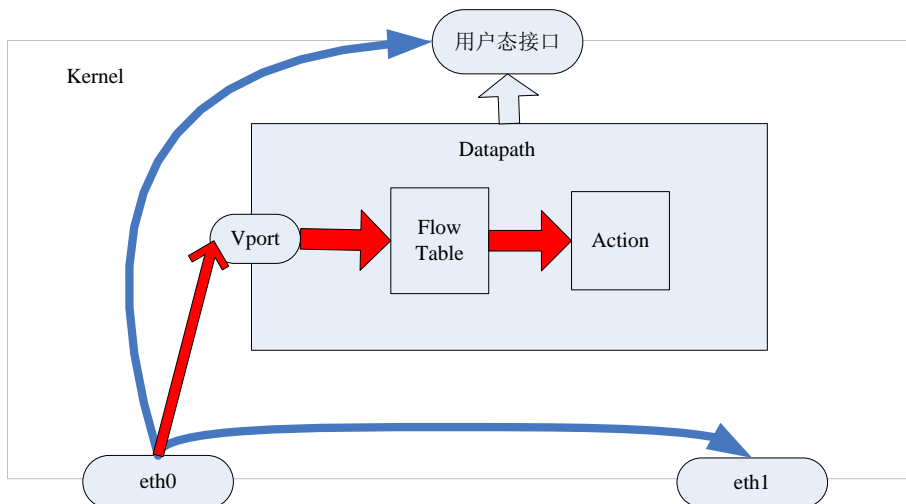 用户态接口
Kernel
Datapath
Vport
Flow
Table
Action
eth0
eth1